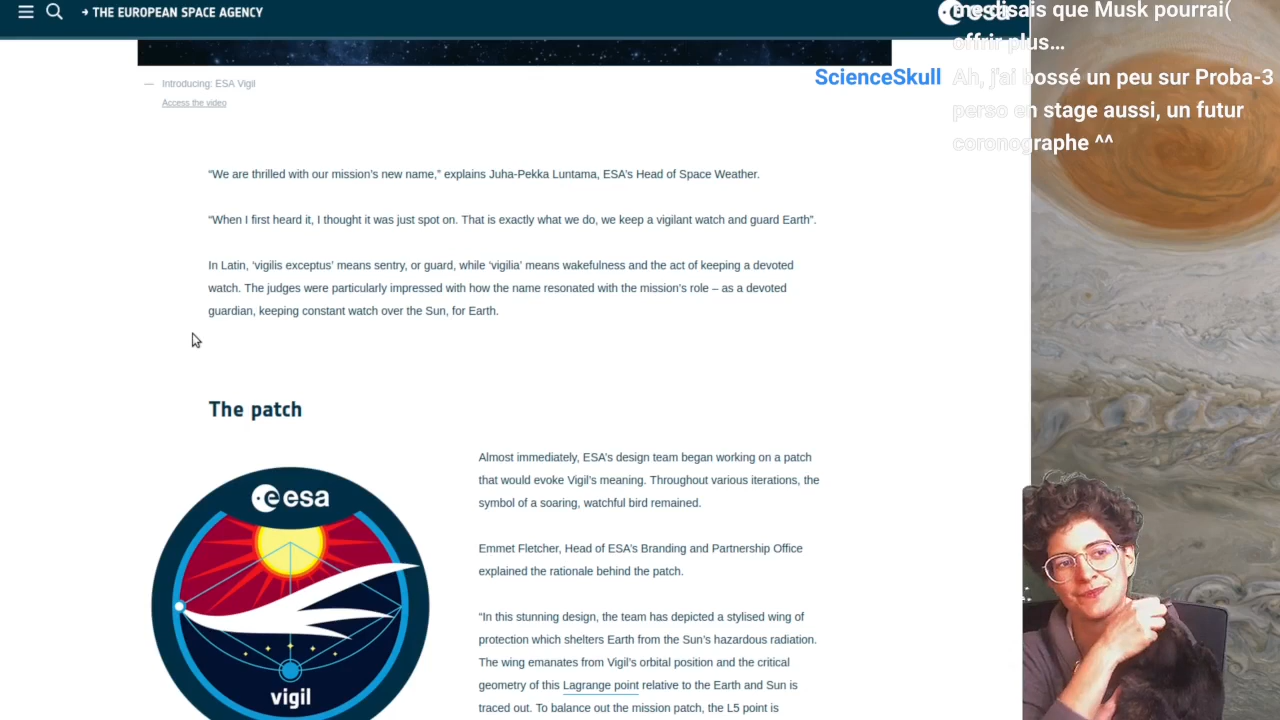 → THE EUROPEAN SPACE AGENCY
esa
me disais que Musk pourrai(
offrir plus…
ScienceSkull Ah, j'ai bossé un peu sur Proba-3
perso en stage aussi, un futur
coronographe ^^
— Introducing: ESA Vigil
Access the video
“We are thrilled with our mission’s new name,” explains Juha-Pekka Luntama, ESA’s Head of Space Weather.
“When I first heard it, I thought it was just spot on. That is exactly what we do, we keep a vigilant watch and guard Earth”.
In Latin, ‘vigilis exceptus’ means sentry, or guard, while ‘vigilia’ means wakefulness and the act of keeping a devoted
watch. The judges were particularly impressed with how the name resonated with the mission’s role – as a devoted
guardian, keeping constant watch over the Sun, for Earth.
The patch
esa
vigil
Almost immediately, ESA’s design team began working on a patch
that would evoke Vigil’s meaning. Throughout various iterations, the
symbol of a soaring, watchful bird remained.
Emmet Fletcher, Head of ESA’s Branding and Partnership Office
explained the rationale behind the patch.
“In this stunning design, the team has depicted a stylised wing of
protection which shelters Earth from the Sun’s hazardous radiation.
The wing emanates from Vigil’s orbital position and the critical
geometry of this Lagrange point relative to the Earth and Sun is
traced out. To balance out the mission patch, the L5 point is